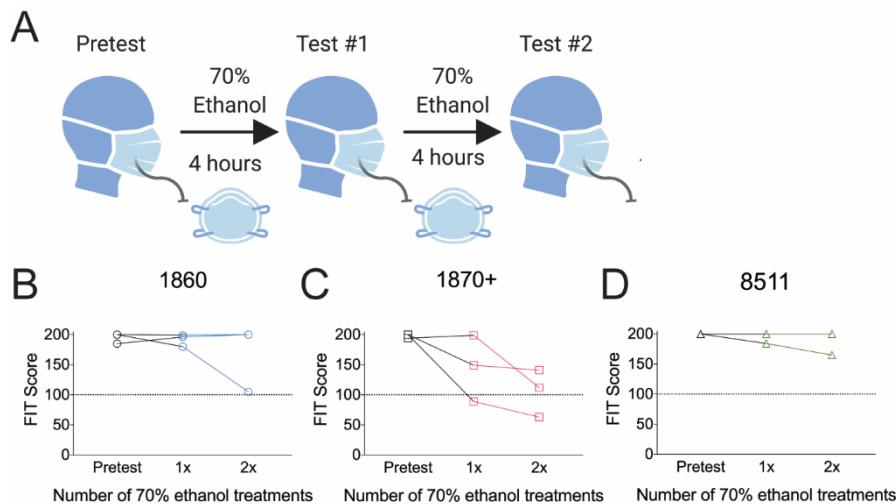 A
Pretest
Test #1
Test #2
70%
Ethanol
4 hours
70%
Ethanol
4 hours
B
1860
FIT Score
200
150
100
50
0
Pretest
1x
2x
Number of 70% ethanol treatments
C
1870+
FIT Score
200
150
100
50
0
Pretest
1x
2x
Number of 70% ethanol treatments
D
8511
FIT Score
200
150
100
50
0
Pretest
1x
2x
Number of 70% ethanol treatments